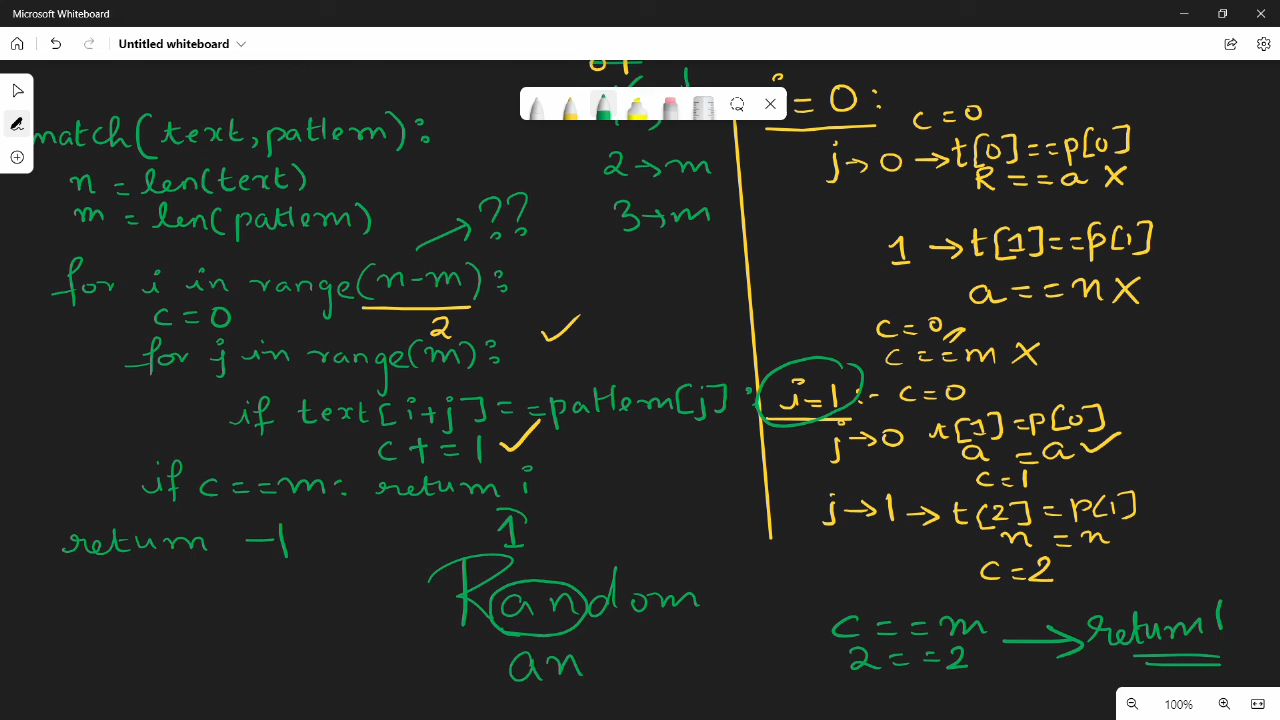 Microsoft Whiteboard
Untitled whiteboard
match(text,pattern):
n = len(text)
m = len(pattern)
??
for i in range(n-m):
2
c = 0
for j in range(m):
if text[i+j]==pattern[j]:
c+=1
if c==m: return i
return -1
1
Random
an
2→m
3→m
i=0:
c=0
j→0 →t[0]==p[0]
R == a X
1 →t[1]==p[1]
a == n X
c=0
c==m X
i=1:- c=0
j→0 t[1]=p[0]
a = a
c=1
j→1→t[2]=p[1]
n = n
c=2
c==m → return 1
2==2
100%